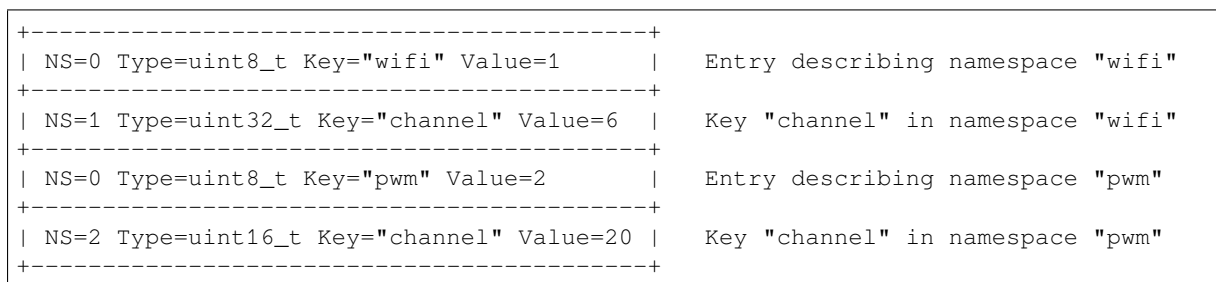 +-------------------------------------------+
| NS=0 Type=uint8_t Key="wifi" Value=1      |   Entry describing namespace "wifi"
+-------------------------------------------+
| NS=1 Type=uint32_t Key="channel" Value=6  |   Key "channel" in namespace "wifi"
+-------------------------------------------+
| NS=0 Type=uint8_t Key="pwm" Value=2       |   Entry describing namespace "pwm"
+-------------------------------------------+
| NS=2 Type=uint16_t Key="channel" Value=20 |   Key "channel" in namespace "pwm"
+-------------------------------------------+